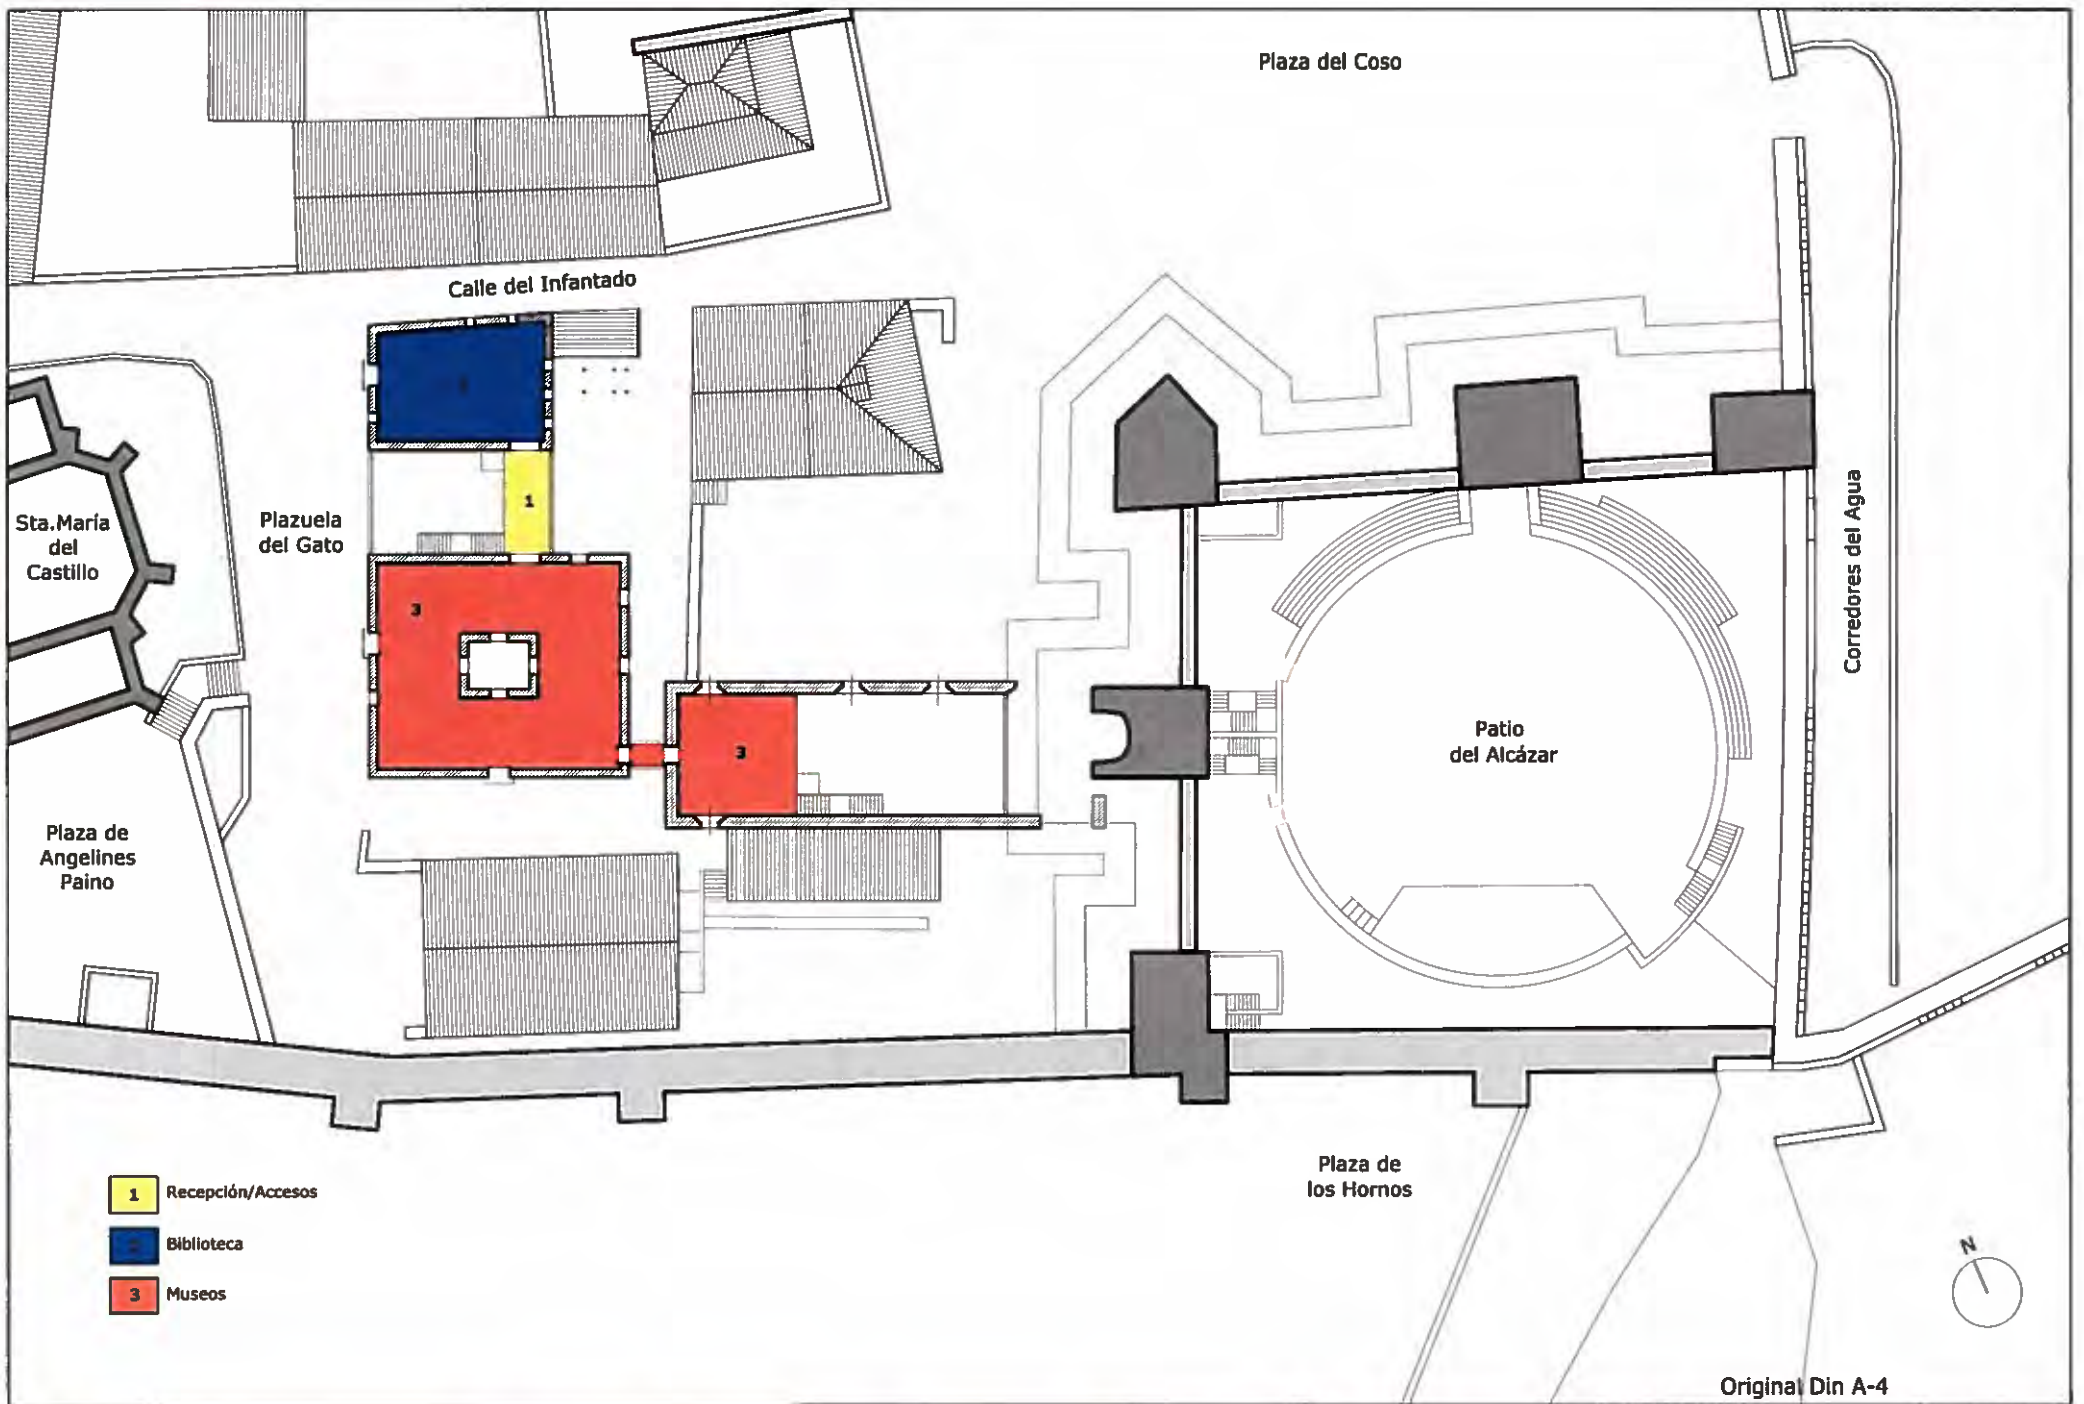 Plaza del Coso
Calle del Infantado
Sta.María
del
Castillo
Plazuela
del Gato
1
3
3
Corredores del Agua
Patio
del Alcázar
Plaza de
Angelines
Paino
Plaza de
los Hornos
1 Recepción/Accesos
2 Biblioteca
3 Museos
N
Original Din A-4